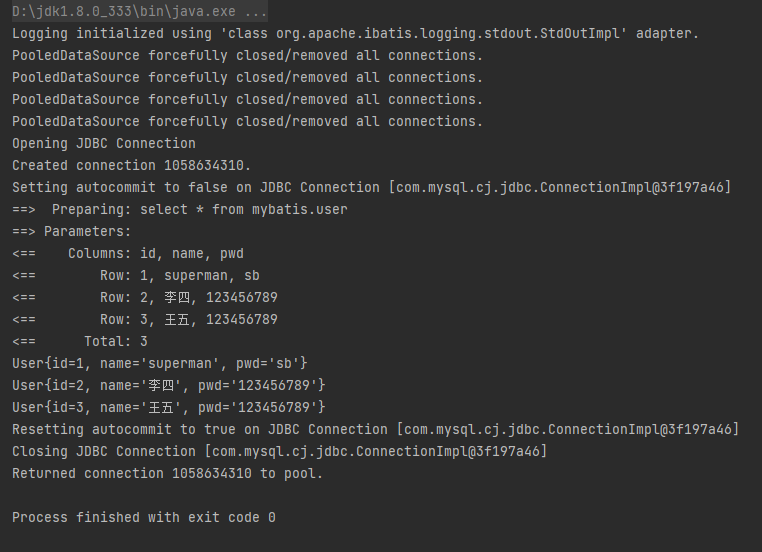 D:\jdk1.8.0_333\bin\java.exe ...
Logging initialized using 'class org.apache.ibatis.logging.stdout.StdOutImpl' adapter.
PooledDataSource forcefully closed/removed all connections.
PooledDataSource forcefully closed/removed all connections.
PooledDataSource forcefully closed/removed all connections.
PooledDataSource forcefully closed/removed all connections.
Opening JDBC Connection
Created connection 1058634310.
Setting autocommit to false on JDBC Connection [com.mysql.cj.jdbc.ConnectionImpl@3f197a46]
==>  Preparing: select * from mybatis.user
==> Parameters:
<==    Columns: id, name, pwd
<==        Row: 1, superman, sb
<==        Row: 2, 李四, 123456789
<==        Row: 3, 王五, 123456789
<==      Total: 3
User{id=1, name='superman', pwd='sb'}
User{id=2, name='李四', pwd='123456789'}
User{id=3, name='王五', pwd='123456789'}
Resetting autocommit to true on JDBC Connection [com.mysql.cj.jdbc.ConnectionImpl@3f197a46]
Closing JDBC Connection [com.mysql.cj.jdbc.ConnectionImpl@3f197a46]
Returned connection 1058634310 to pool.
Process finished with exit code 0